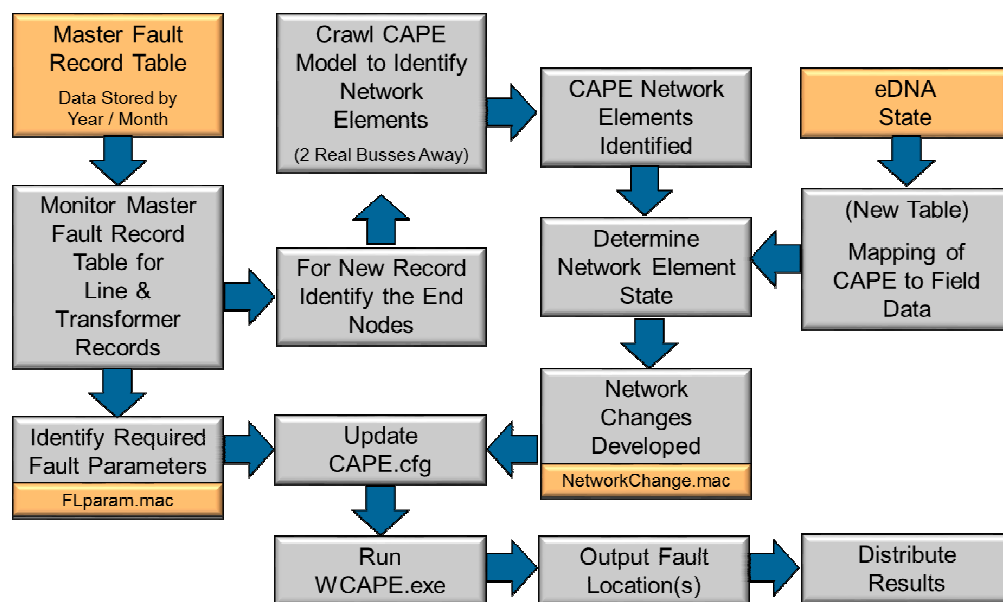 Master Fault
Record Table
Data Stored by
Year / Month
Monitor Master
Fault Record
Table for
Line &
Transformer
Records
Identify Required
Fault Parameters
FLparam.mac
Crawl CAPE
Model to Identify
Network
Elements
(2 Real Busses Away)
For New Record
Identify the End
Nodes
Update
CAPE.cfg
Run
WCAPE.exe
CAPE Network
Elements
Identified
Determine
Network Element
State
Network
Changes
Developed
NetworkChange.mac
Output Fault
Location(s)
eDNA
State
(New Table)
Mapping of
CAPE to Field
Data
Distribute
Results